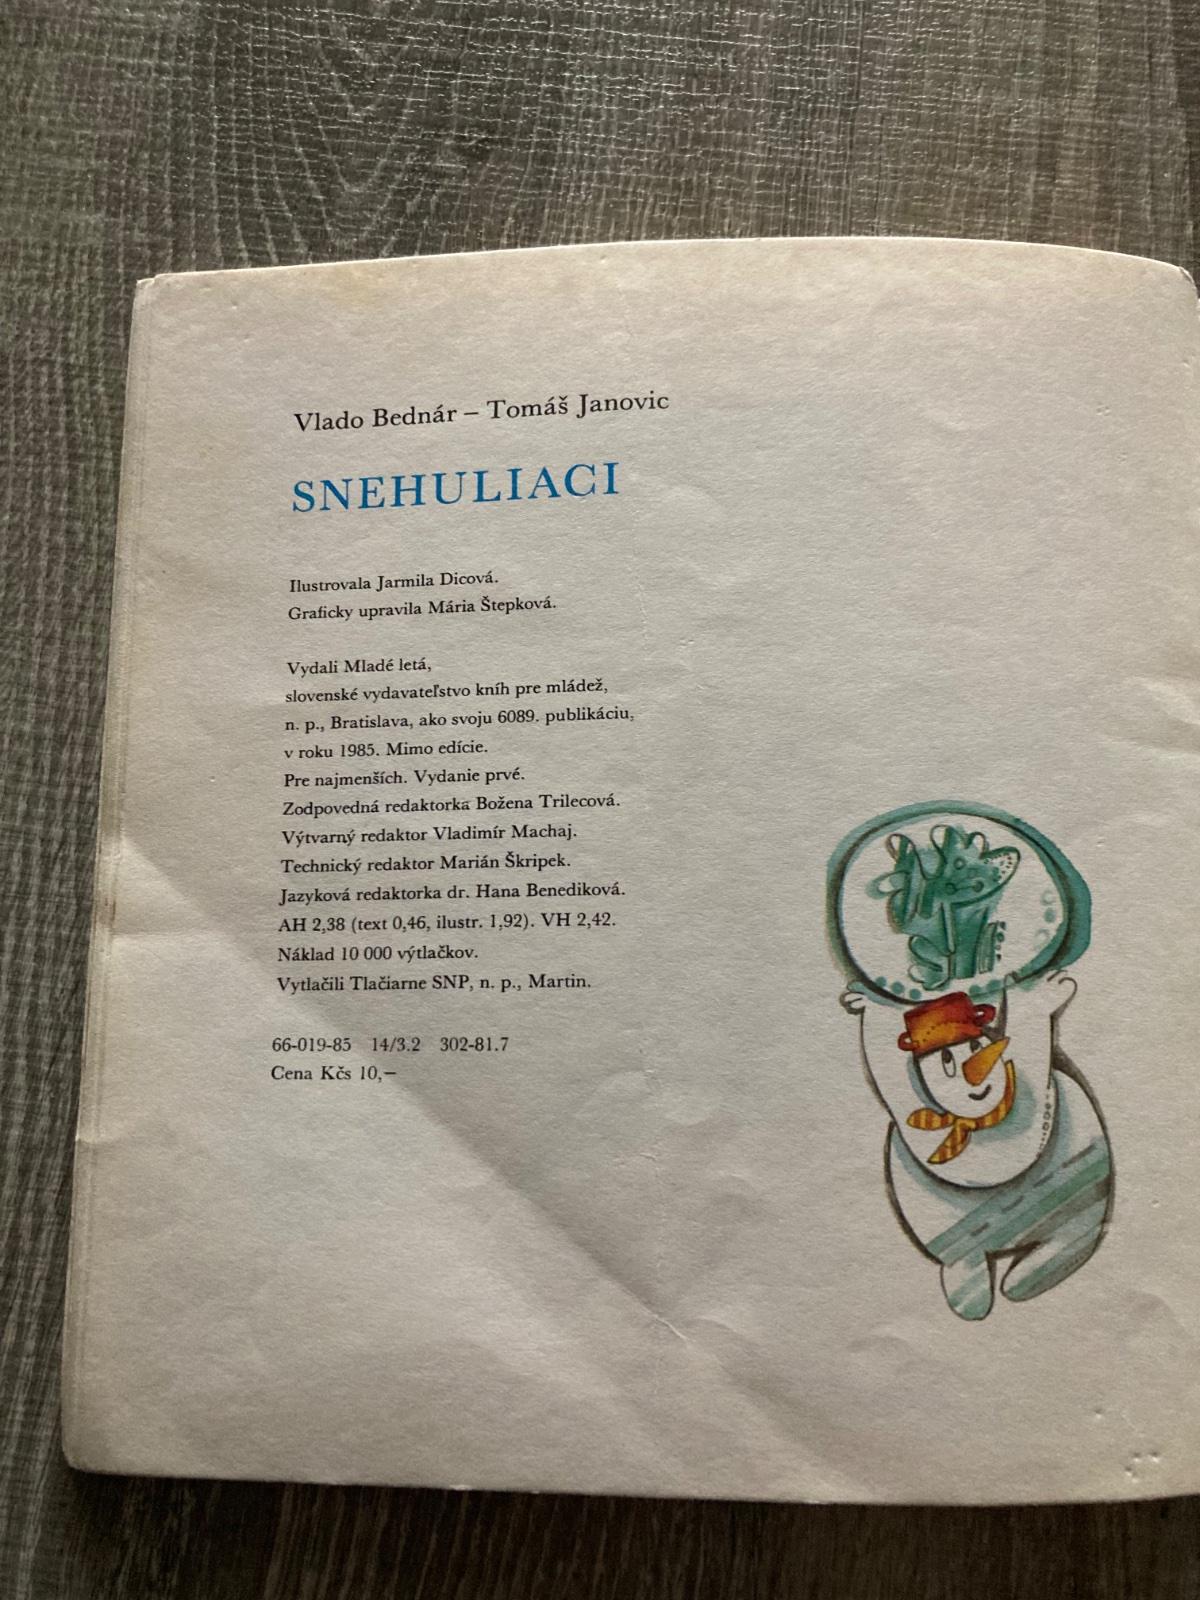 Vlado Bednár – Tomáš Janovic
SNEHULIACI
Ilustrovala Jarmila Dicová.
Graficky upravila Mária Štepková.
Vydali Mladé letá,
slovenské vydavateľstvo kníh pre mládež,
n. p., Bratislava, ako svoju 6089. publikáciu,
v roku 1985. Mimo edície.
Pre najmenších. Vydanie prvé.
Zodpovedná redaktorka Božena Trilecová.
Výtvarný redaktor Vladimír Machaj.
Technický redaktor Marián Škripek.
Jazyková redaktorka dr. Hana Benediková.
AH 2,38 (text 0,46, ilustr. 1,92). VH 2,42.
Náklad 10 000 výtlačkov.
Vytlačili Tlačiarne SNP, n. p., Martin.
66-019-85 14/3.2 302-81.7
Cena Kčs 10,–